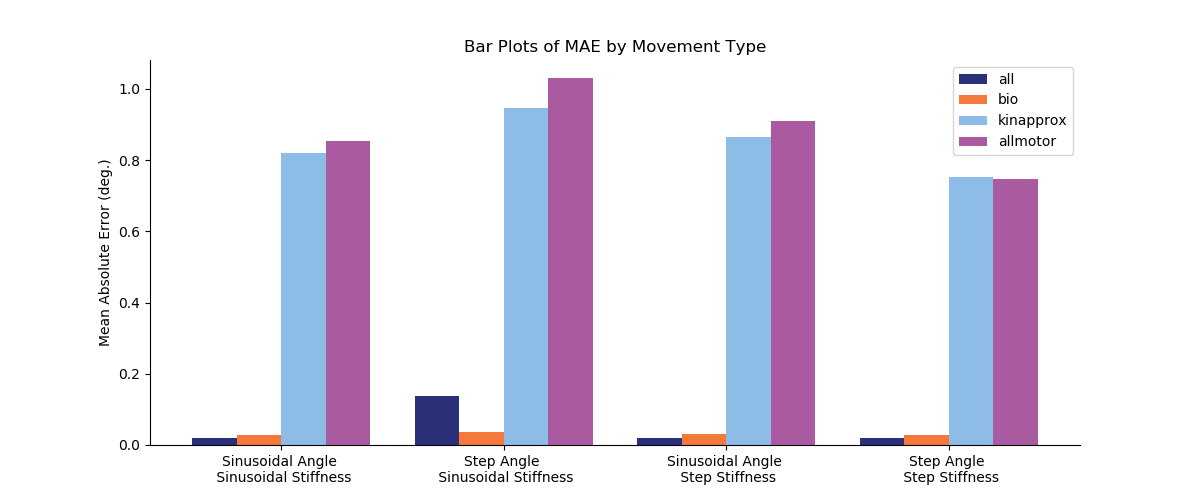 Bar Plots of MAE by Movement Type
Mean Absolute Error (deg.)
1.0
0.8
0.6
0.4
0.2
0.0
all
bio
kinapprox
allmotor
Sinusoidal Angle
Sinusoidal Stiffness
Step Angle
Sinusoidal Stiffness
Sinusoidal Angle
Step Stiffness
Step Angle
Step Stiffness